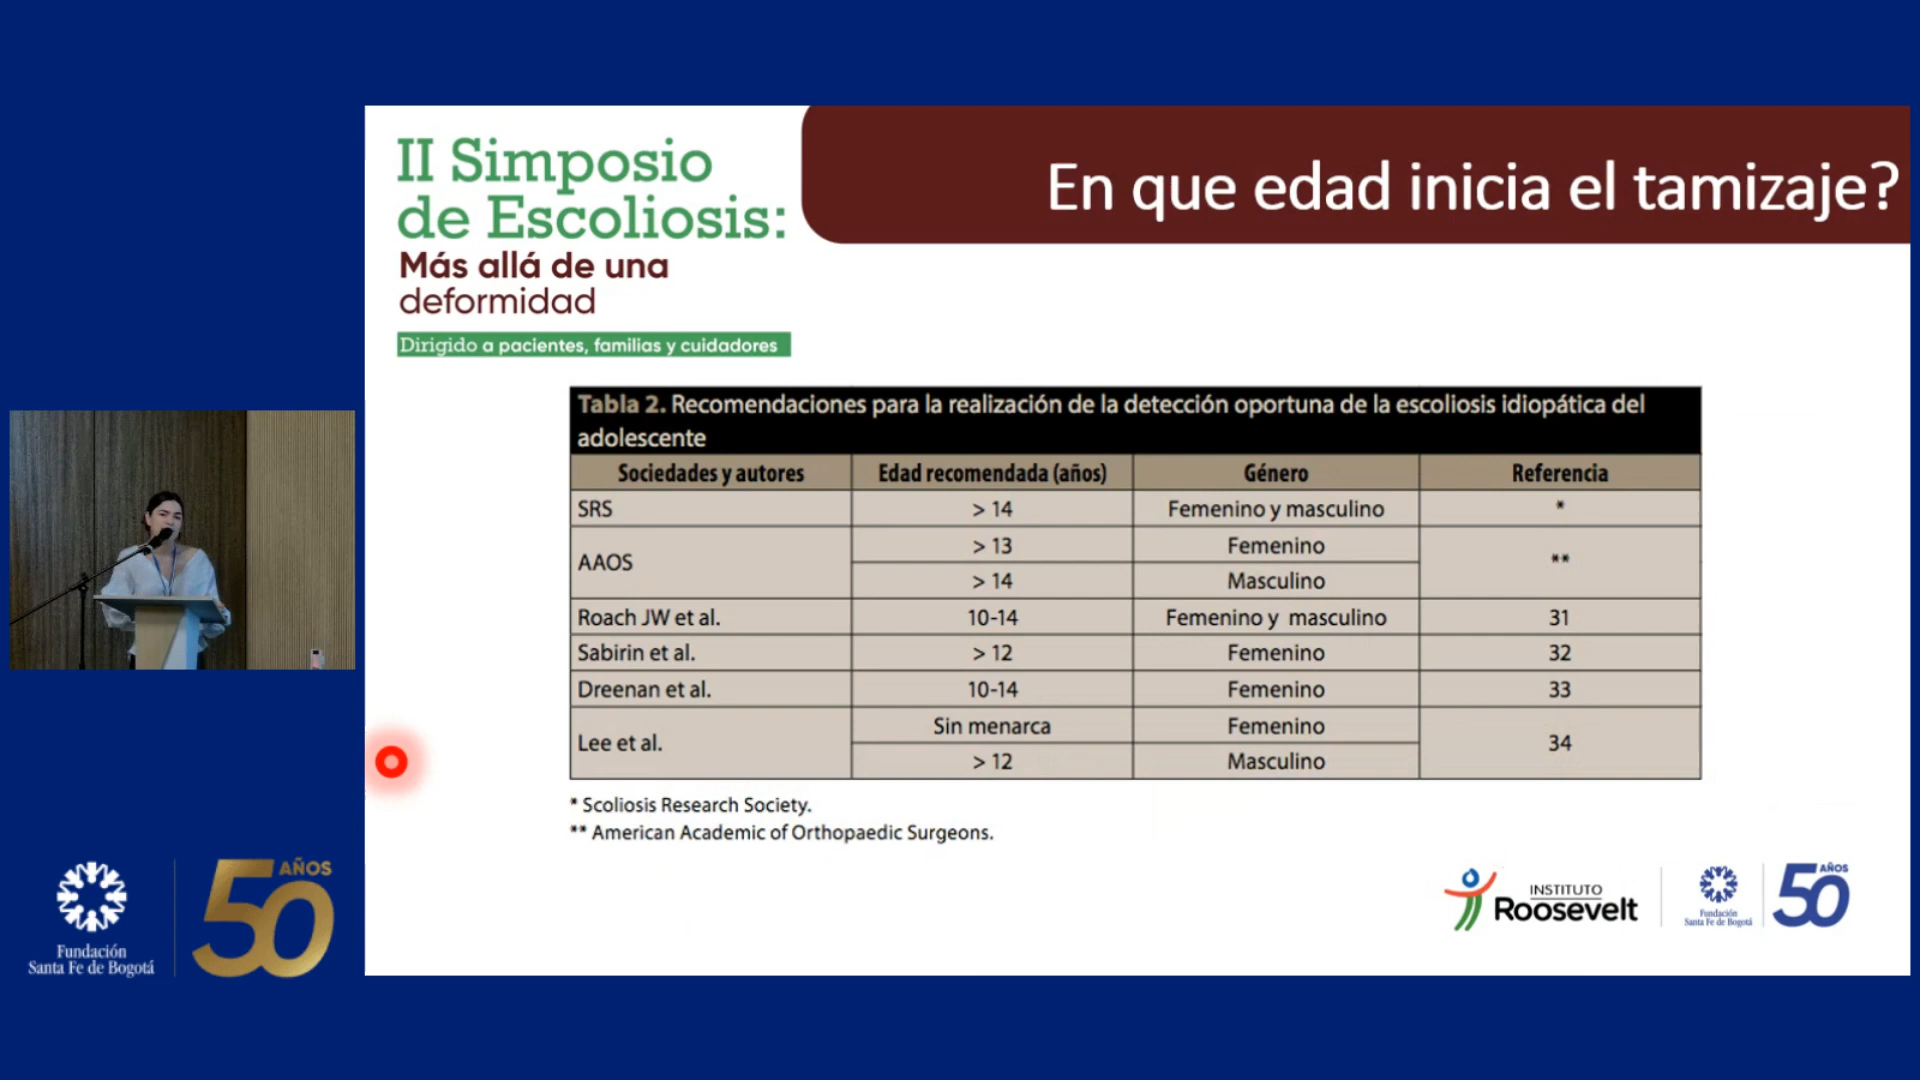 II Simposio
de Escoliosis:
Más allá de una
deformidad
Dirigido a pacientes, familias y cuidadores
En que edad inicia el tamizaje?
Tabla 2. Recomendaciones para la realización de la detección oportuna de la escoliosis idiopática del
adolescente
Sociedades y autores Edad recomendada (años) Género Referencia
SRS > 14 Femenino y masculino *
AAOS > 13 Femenino **
> 14 Masculino
Roach JW et al. 10-14 Femenino y masculino 31
Sabirin et al. > 12 Femenino 32
Dreenan et al. 10-14 Femenino 33
Lee et al. Sin menarca Femenino 34
> 12 Masculino
* Scoliosis Research Society.
** American Academic of Orthopaedic Surgeons.
INSTITUTO
Roosevelt
Fundación
Santa Fe de Bogotá
50 AÑOS
Fundación
Santa Fe de Bogotá
50 AÑOS